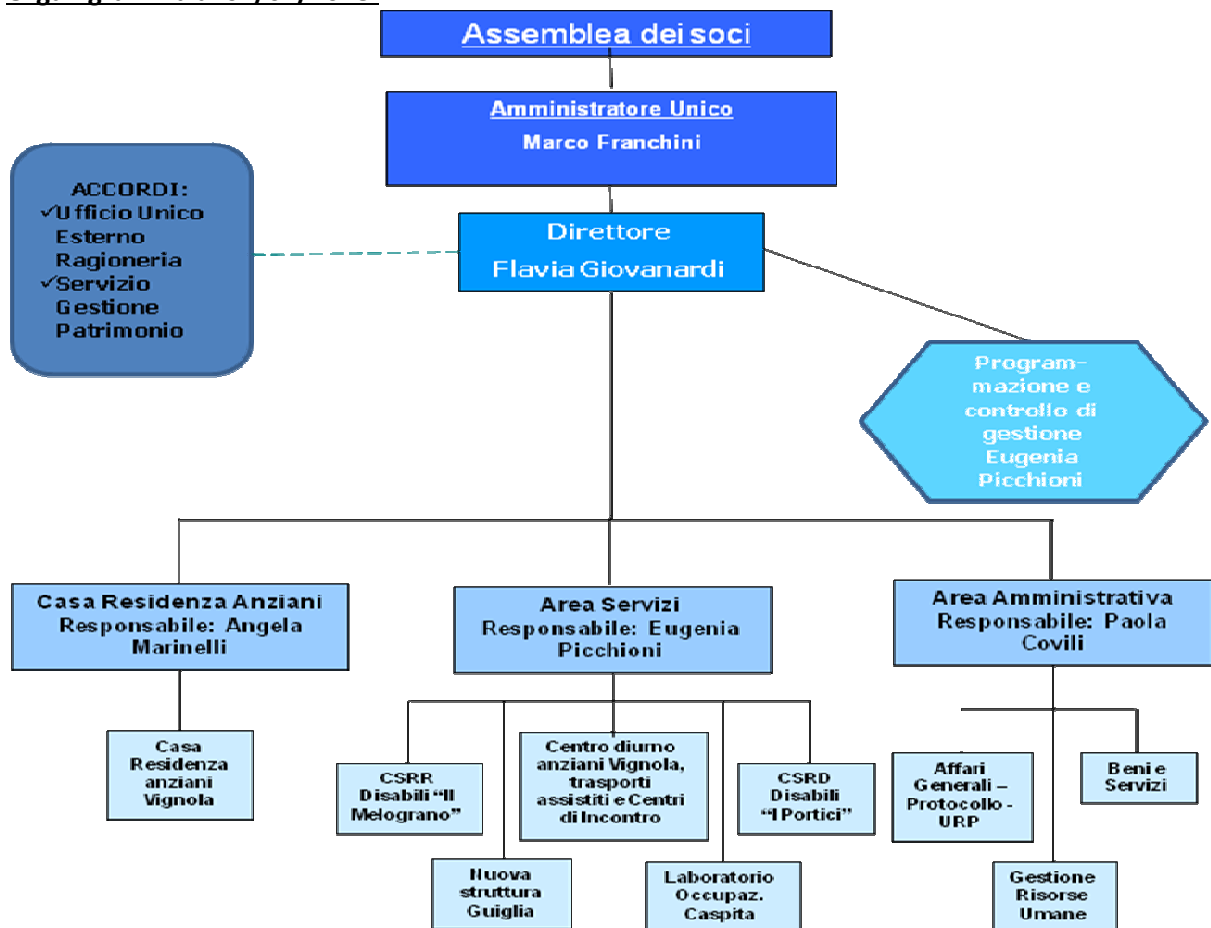 Assemblea dei soci
Amministratore Unico
Marco Franchini
ACCORDI:
✓Ufficio Unico
Esterno
Ragioneria
✓Servizio
Gestione
Patrimonio
Direttore
Flavia Giovanardi
Program-
mazione e
controllo di
gestione
Eugenia
Picchioni
Casa Residenza Anziani
Responsabile: Angela
Marinelli
Area Servizi
Responsabile: Eugenia
Picchioni
Area Amministrativa
Responsabile: Paola
Covili
Casa
Residenza
anziani
Vignola
CSRR
Disabili “Il
Melograno”
Centro diurno
anziani Vignola,
trasporti
assistiti e Centri
di Incontro
CSRD
Disabili
“I Portici”
Affari
Generali –
Protocollo -
URP
Beni e
Servizi
Nuova
struttura
Guiglia
Laboratorio
Occupaz.
Caspita
Gestione
Risorse
Umane